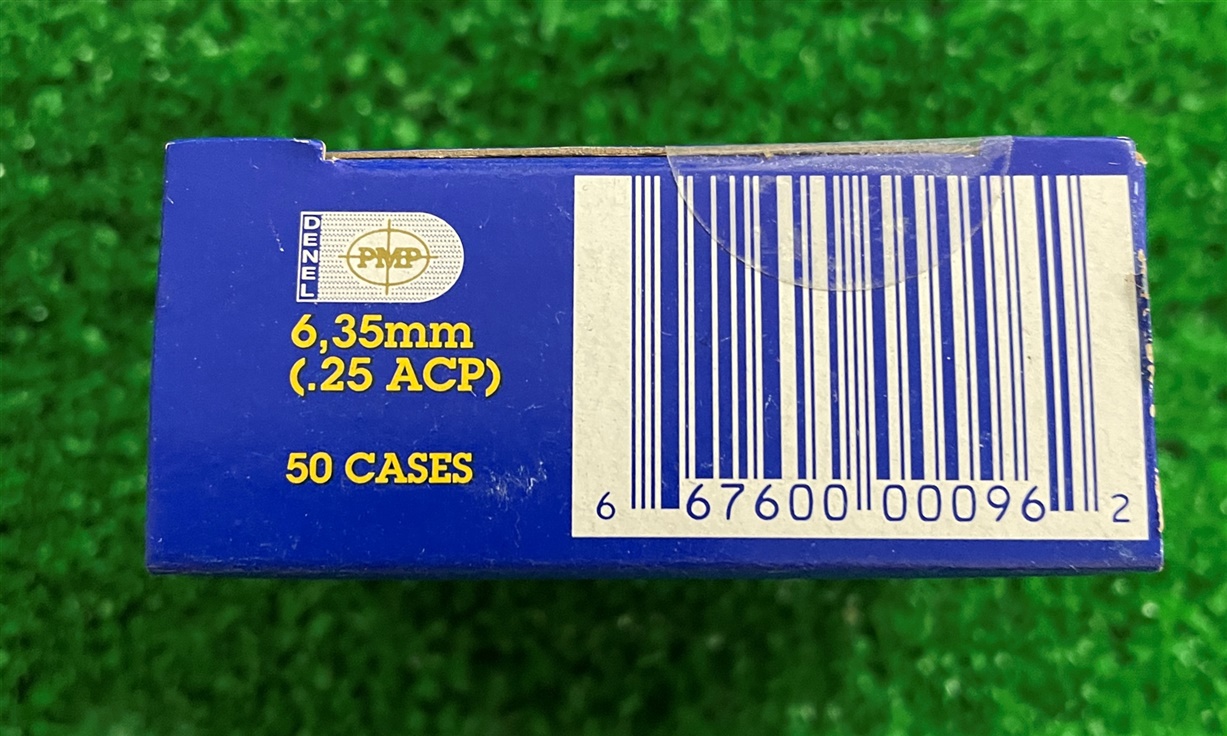 DENEL
PMP
6,35mm
(.25 ACP)
50 CASES
6 67600 00096 2